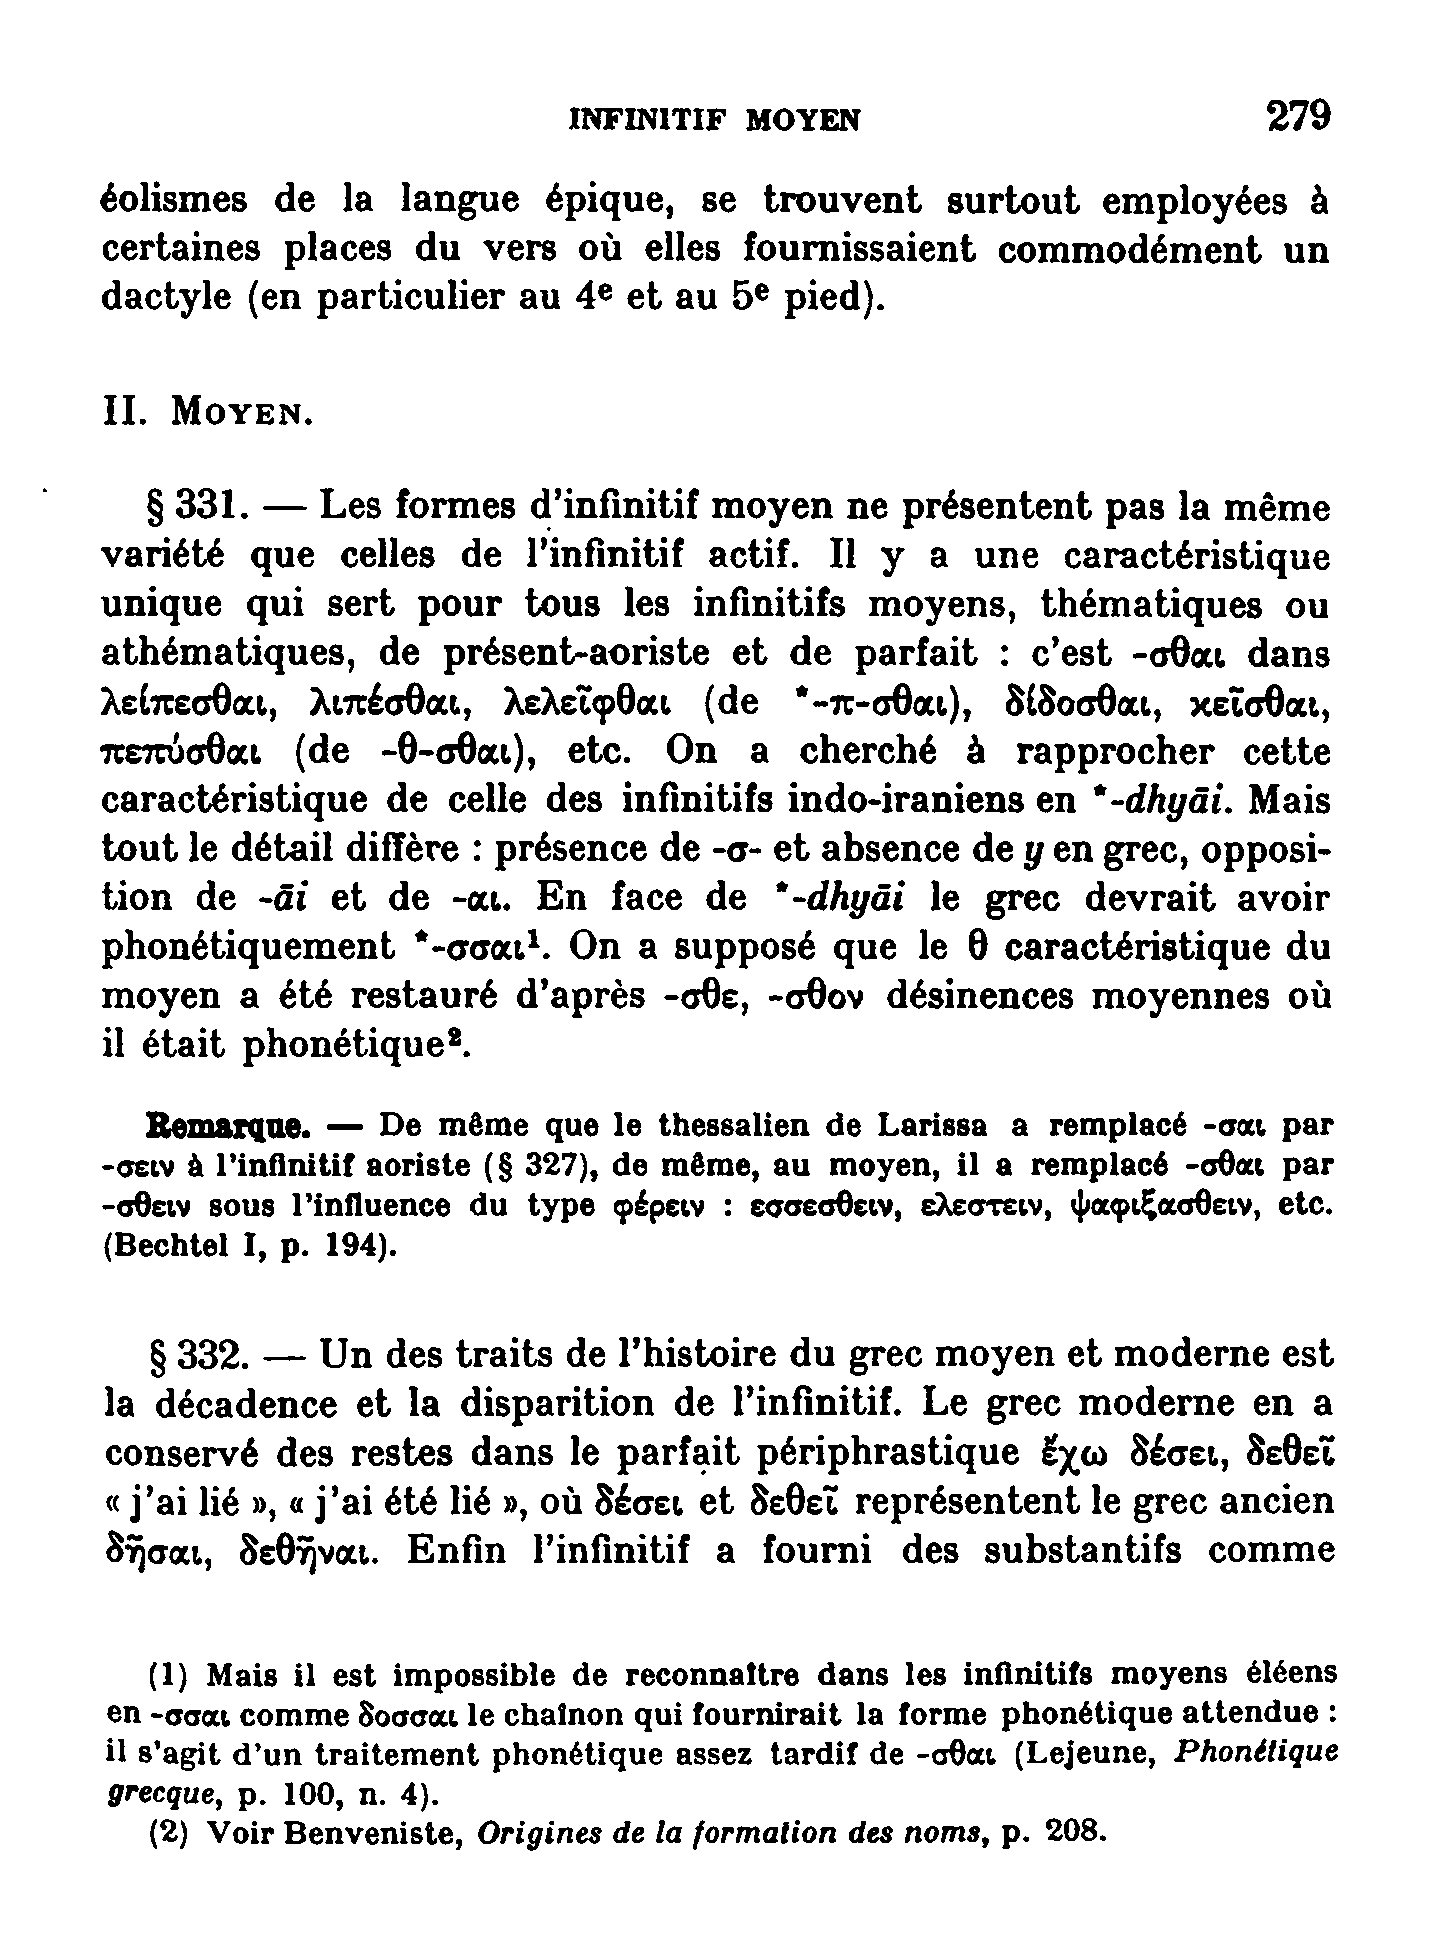 INFINITIF MOYEN 279
éolismes de la langue épique, se trouvent surtout employées à
certaines places du vers où elles fournissaient commodément un
dactyle (en particulier au 4ᵉ et au 5ᵉ pied).
II. MOYEN.
§ 331. — Les formes d'infinitif moyen ne présentent pas la même
variété que celles de l'infinitif actif. Il y a une caractéristique
unique qui sert pour tous les infinitifs moyens, thématiques ou
athématiques, de présent-aoriste et de parfait : c'est -σθαι dans
λείπεσθαι, λιπέσθαι, λελεῖφθαι (de *-π-σθαι), δίδοσθαι, κεῖσθαι,
πεπύσθαι (de -θ-σθαι), etc. On a cherché à rapprocher cette
caractéristique de celle des infinitifs indo-iraniens en *-dhyāi. Mais
tout le détail diffère : présence de -σ- et absence de y en grec, opposi-
tion de -āi et de -αι. En face de *-dhyāi le grec devrait avoir
phonétiquement *-σσαι¹. On a supposé que le θ caractéristique du
moyen a été restauré d'après -σθε, -σθον désinences moyennes où
il était phonétique².
Remarque. — De même que le thessalien de Larissa a remplacé -σαι par
-σειν à l'infinitif aoriste (§ 327), de même, au moyen, il a remplacé -σθαι par
-σθειν sous l'influence du type φέρειν : εσσεσθειν, ελεστειν, ψαφιξασθειν, etc.
(Bechtel I, p. 194).
§ 332. — Un des traits de l'histoire du grec moyen et moderne est
la décadence et la disparition de l'infinitif. Le grec moderne en a
conservé des restes dans le parfait périphrastique ἔχω δέσει, δεθεῖ
« j'ai lié », « j'ai été lié », où δέσει et δεθεῖ représentent le grec ancien
δῆσαι, δεθῆναι. Enfin l'infinitif a fourni des substantifs comme
(1) Mais il est impossible de reconnaître dans les infinitifs moyens éléens
en -σσαι comme δοσσαι le chaînon qui fournirait la forme phonétique attendue :
il s'agit d'un traitement phonétique assez tardif de -σθαι (Lejeune, Phonétique
grecque, p. 100, n. 4).
(2) Voir Benveniste, Origines de la formation des noms, p. 208.